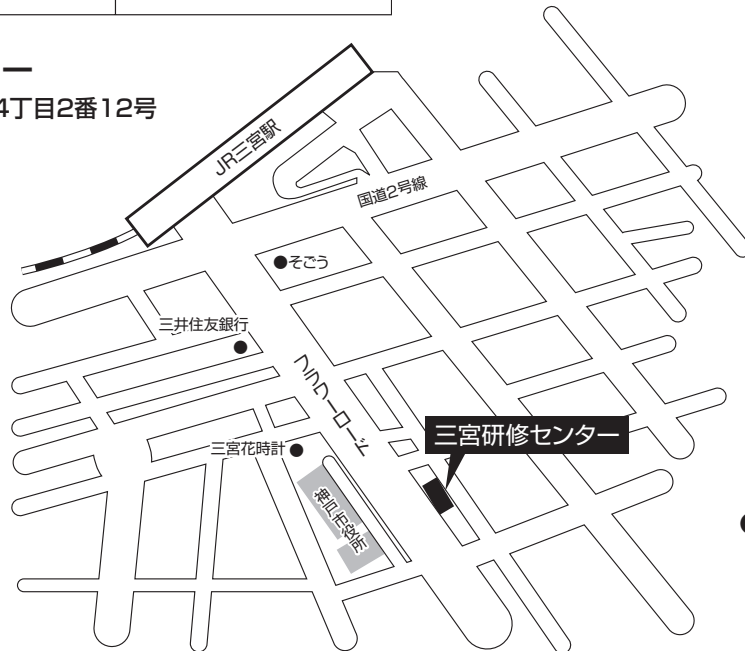 ー
4丁目2番12号
JR三宮駅
国道2号線
●そごう
三井住友銀行
フラワーロード
三宮研修センター
三宮花時計●
神戸市役所